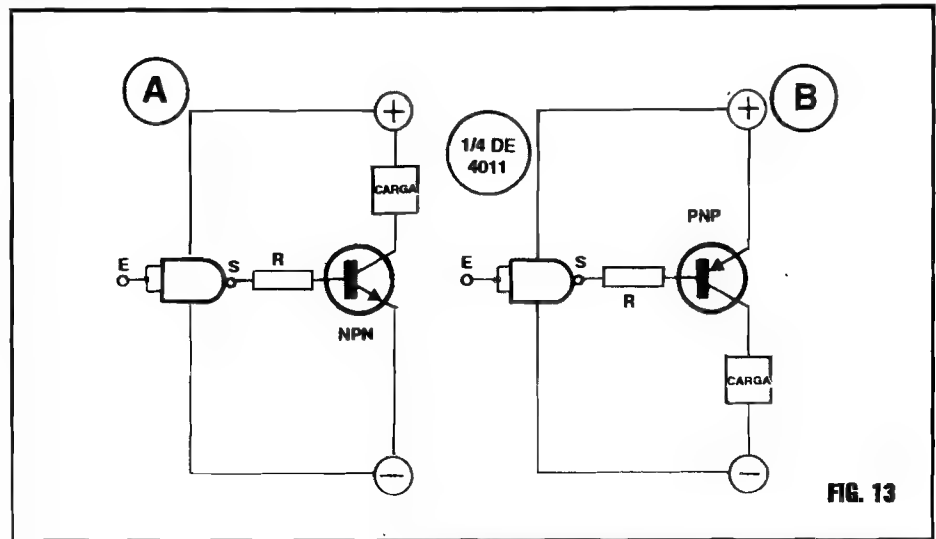 A
+
CARGA
E
S
R
NPN
−
1/4 DE
4011
B
+
PNP
E
S
R
CARGA
−
FIG. 13